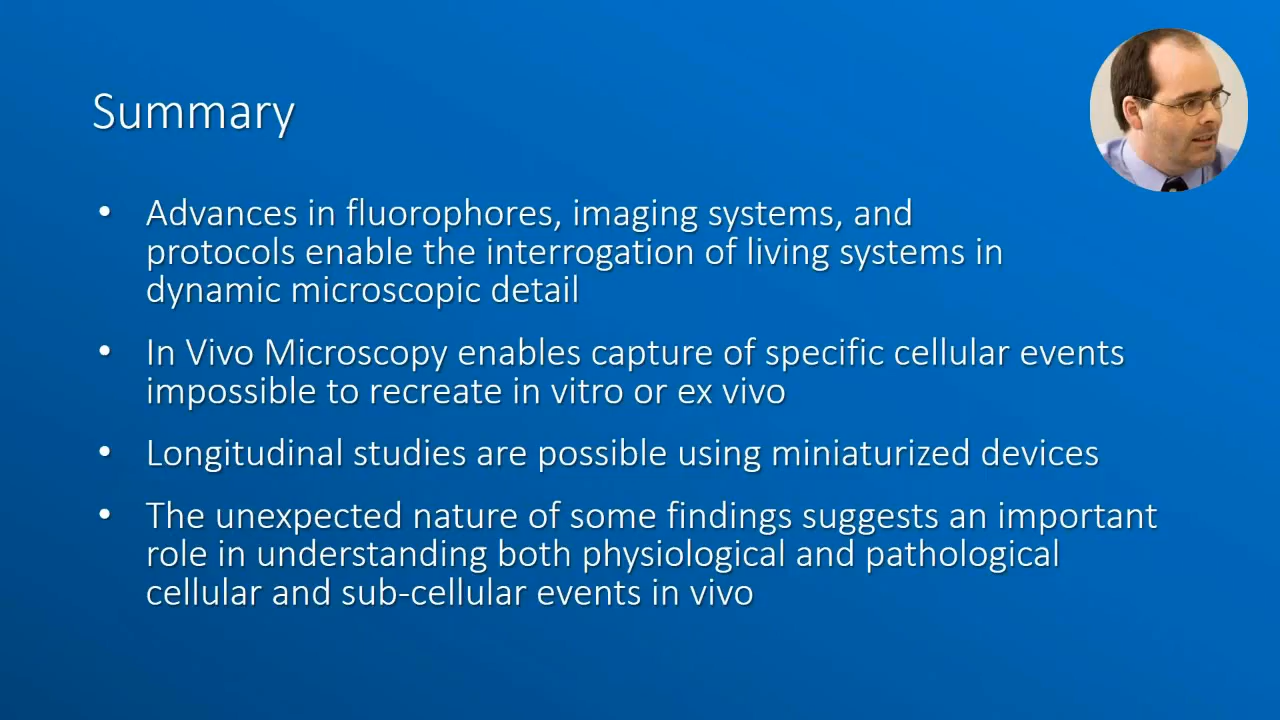 Summary
• Advances in fluorophores, imaging systems, and
protocols enable the interrogation of living systems in
dynamic microscopic detail
• In Vivo Microscopy enables capture of specific cellular events
impossible to recreate in vitro or ex vivo
• Longitudinal studies are possible using miniaturized devices
• The unexpected nature of some findings suggests an important
role in understanding both physiological and pathological
cellular and sub-cellular events in vivo